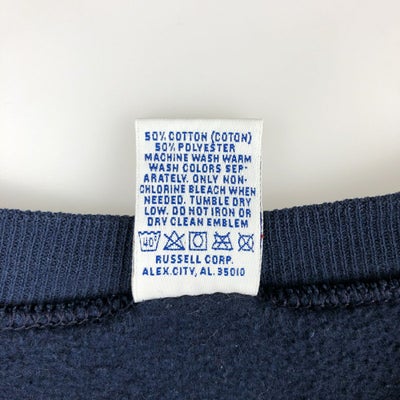 50% COTTON (COTON)
50% POLYESTER
MACHINE WASH WARM
WASH COLORS SEP-
ARATELY. ONLY NON-
CHLORINE BLEACH WHEN
NEEDED. TUMBLE DRY
LOW. DO NOT IRON OR
DRY CLEAN EMBLEM
40°
RUSSELL CORP.
ALEX.CITY, AL. 35010